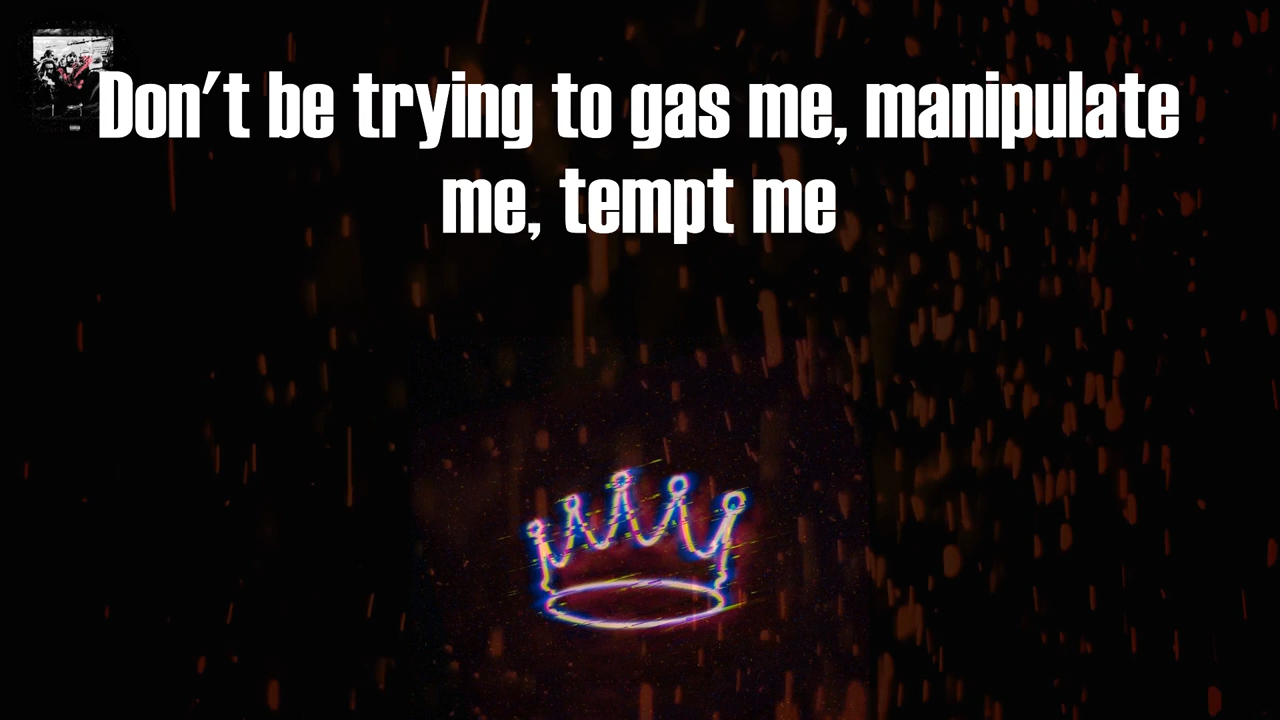 Don't be trying to gas me, manipulate
me, tempt me